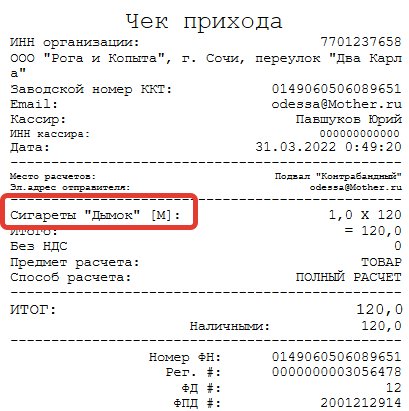 Чек прихода
ИНН организации: 7701237658
ООО "Рога и Копыта", г. Сочи, переулок "Два Карл
а"
Заводской номер ККТ: 0149060506089651
Email: odessa@Mother.ru
Кассир: Павшуков Юрий
ИНН кассира: 000000000000
Дата: 31.03.2022 0:49:20
Место расчетов: Подвал "Контрабандный"
Эл.адрес отправителя: odessa@Mother.ru
Сигареты "Дымок" [М]: 1,0 X 120
Итого: = 120,0
Без НДС 0
Предмет расчета: ТОВАР
Способ расчета: ПОЛНЫЙ РАСЧЕТ
ИТОГ: 120,0
Наличными: 120,0
Номер ФН: 0149060506089651
Рег. #: 0000000003056478
ФД #: 12
ФПД #: 2001212914